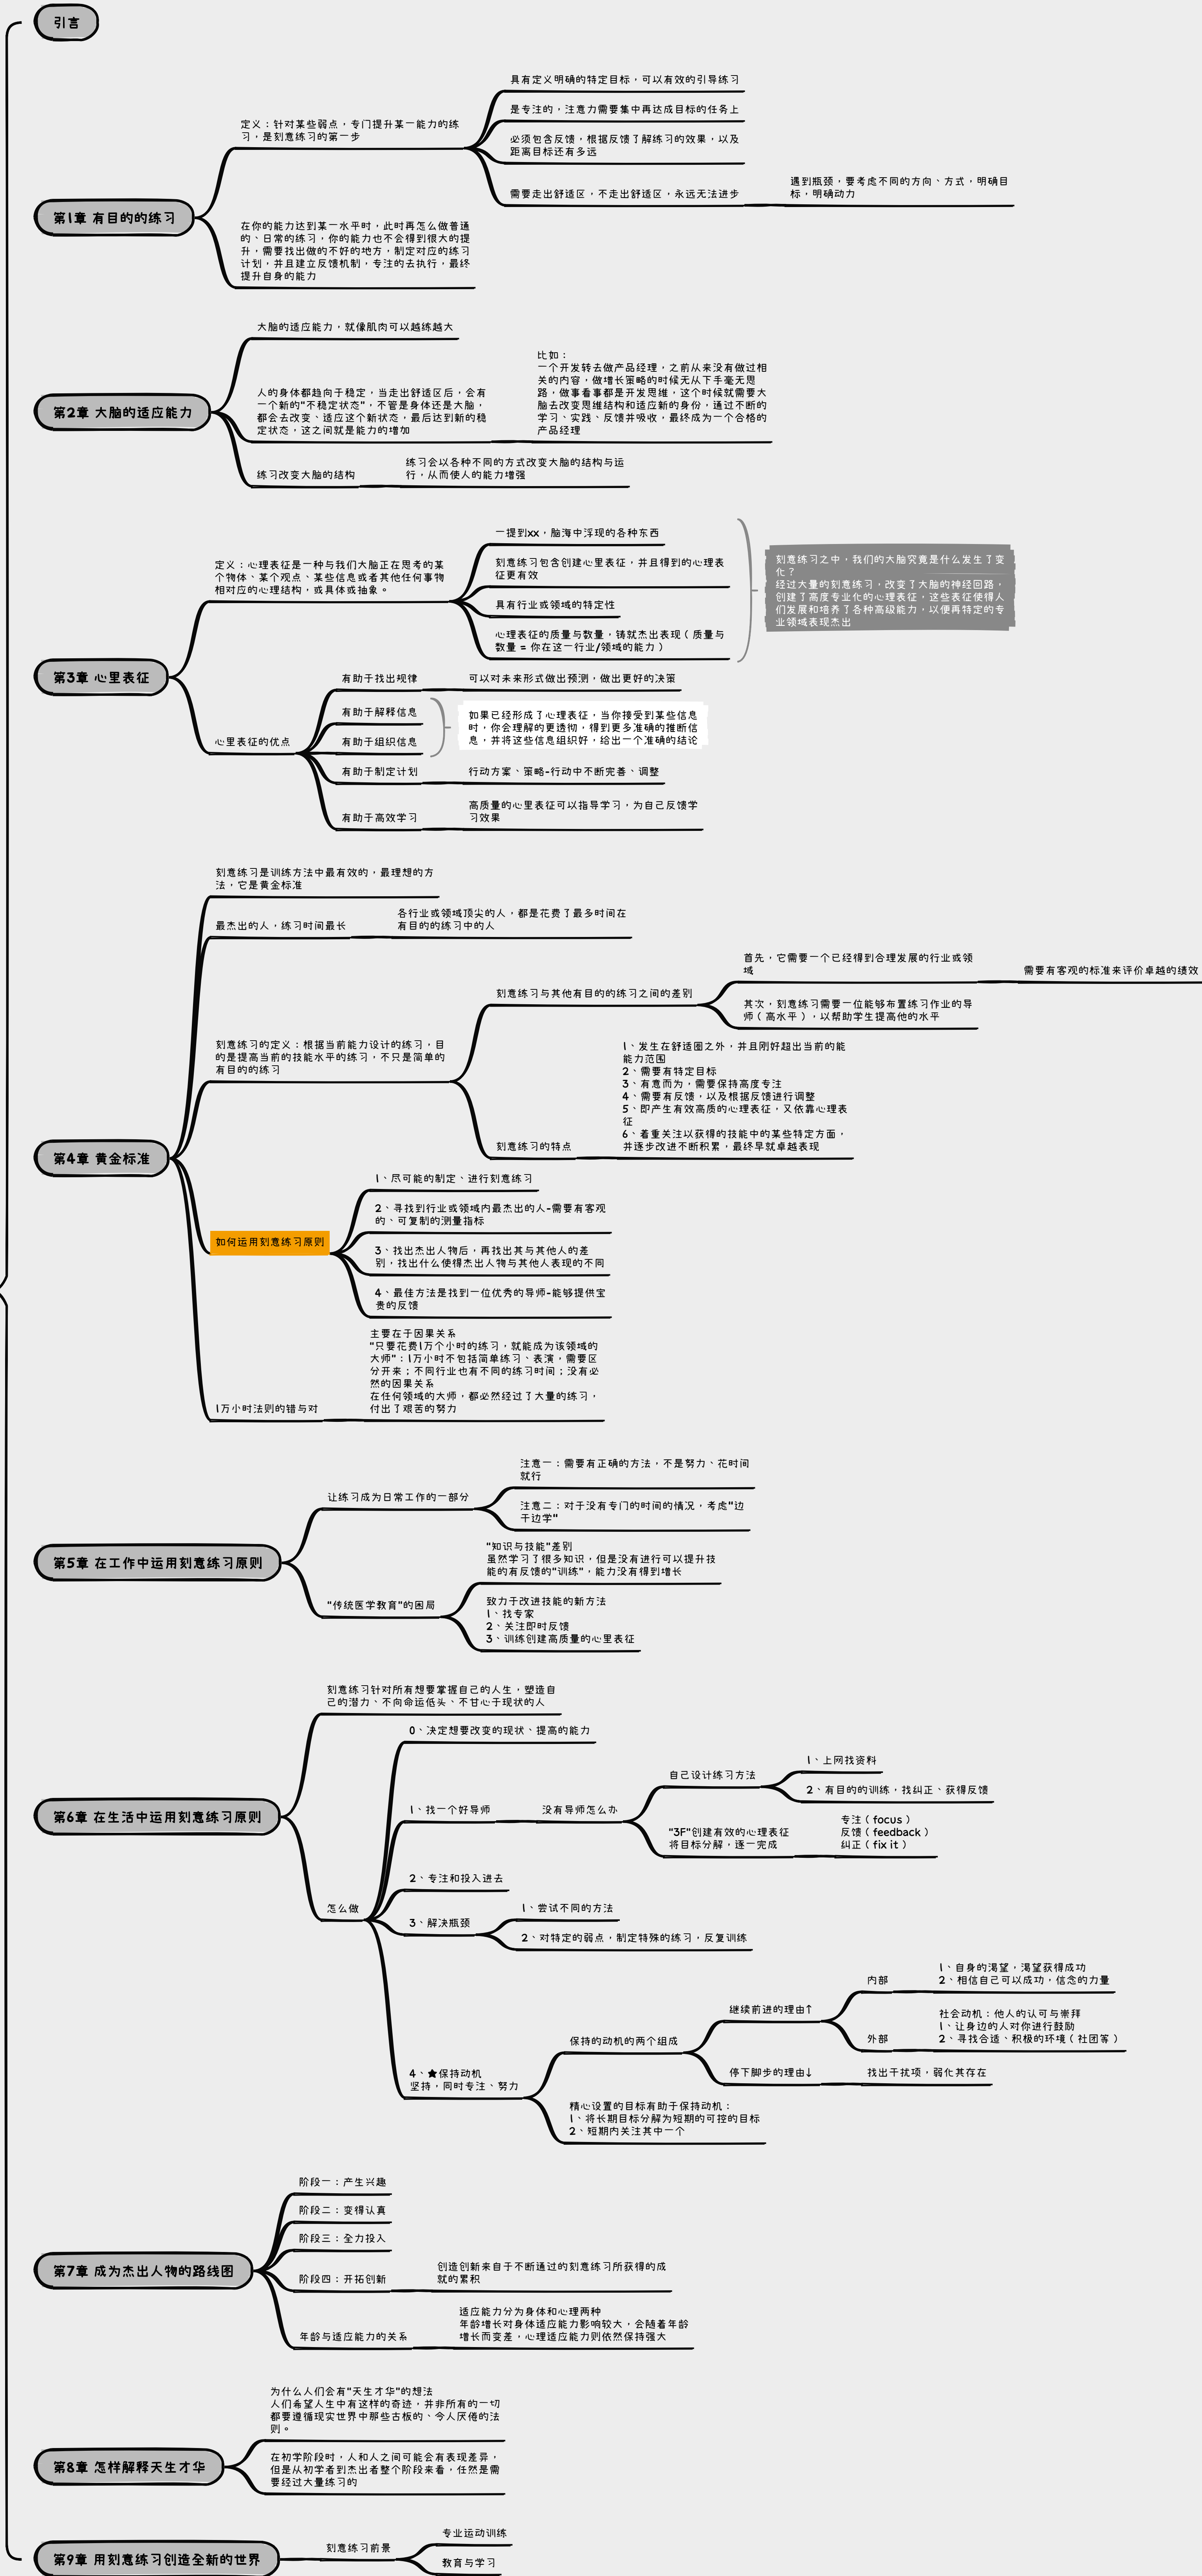 引言
第1章 有目的的练习
定义：针对某些弱点，专门提升某一能力的练
习，是刻意练习的第一步
具有定义明确的特定目标，可以有效的引导练习
是专注的，注意力需要集中再达成目标的任务上
必须包含反馈，根据反馈了解练习的效果，以及
距离目标还有多远
需要走出舒适区，不走出舒适区，永远无法进步
遇到瓶颈，要考虑不同的方向、方式，明确目
标，明确动力
在你的能力达到某一水平时，此时再怎么做普通
的、日常的练习，你的能力也不会得到很大的提
升，需要找出做的不好的地方，制定对应的练习
计划，并且建立反馈机制，专注的去执行，最终
提升自身的能力
第2章 大脑的适应能力
大脑的适应能力，就像肌肉可以越练越大
人的身体都趋向于稳定，当走出舒适区后，会有
一个新的"不稳定状态"，不管是身体还是大脑，
都会去改变、适应这个新状态，最后达到新的稳
定状态，这之间就是能力的增加
比如：
一个开发转去做产品经理，之前从来没有做过相
关的内容，做增长策略的时候无从下手毫无思
路，做事看事都是开发思维，这个时候就需要大
脑去改变思维结构和适应新的身份，通过不断的
学习、实践、反馈并吸收，最终成为一个合格的
产品经理
练习改变大脑的结构
练习会以各种不同的方式改变大脑的结构与运
行，从而使人的能力增强
第3章 心里表征
定义：心理表征是一种与我们大脑正在思考的某
个物体、某个观点、某些信息或者其他任何事物
相对应的心理结构，或具体或抽象。
一提到xx，脑海中浮现的各种东西
刻意练习包含创建心里表征，并且得到的心理表
征更有效
具有行业或领域的特定性
心理表征的质量与数量，铸就杰出表现（质量与
数量 = 你在这一行业/领域的能力）
刻意练习之中，我们的大脑究竟是什么发生了变
化？
经过大量的刻意练习，改变了大脑的神经回路，
创建了高度专业化的心理表征，这些表征使得人
们发展和培养了各种高级能力，以便再特定的专
业领域表现杰出
心里表征的优点
有助于找出规律
可以对未来形式做出预测，做出更好的决策
有助于解释信息
有助于组织信息
如果已经形成了心理表征，当你接受到某些信息
时，你会理解的更透彻，得到更多准确的推断信
息，并将这些信息组织好，给出一个准确的结论
有助于制定计划
行动方案、策略-行动中不断完善、调整
有助于高效学习
高质量的心里表征可以指导学习，为自己反馈学
习效果
第4章 黄金标准
刻意练习是训练方法中最有效的，最理想的方
法，它是黄金标准
最杰出的人，练习时间最长
各行业或领域顶尖的人，都是花费了最多时间在
有目的的练习中的人
刻意练习的定义：根据当前能力设计的练习，目
的是提高当前的技能水平的练习，不只是简单的
有目的的练习
刻意练习与其他有目的的练习之间的差别
首先，它需要一个已经得到合理发展的行业或领
域
需要有客观的标准来评价卓越的绩效
其次，刻意练习需要一位能够布置练习作业的导
师（高水平），以帮助学生提高他的水平
刻意练习的特点
1、发生在舒适圈之外，并且刚好超出当前的能
能力范围
2、需要有特定目标
3、有意而为，需要保持高度专注
4、需要有反馈，以及根据反馈进行调整
5、即产生有效高质的心理表征，又依靠心理表
征
6、着重关注以获得的技能中的某些特定方面，
并逐步改进不断积累，最终早就卓越表现
如何运用刻意练习原则
1、尽可能的制定、进行刻意练习
2、寻找到行业或领域内最杰出的人-需要有客观
的、可复制的测量指标
3、找出杰出人物后，再找出其与其他人的差
别，找出什么使得杰出人物与其他人表现的不同
4、最佳方法是找到一位优秀的导师-能够提供宝
贵的反馈
1万小时法则的错与对
主要在于因果关系
"只要花费1万个小时的练习，就能成为该领域的
大师"：1万小时不包括简单练习、表演，需要区
分开来；不同行业也有不同的练习时间；没有必
然的因果关系
在任何领域的大师，都必然经过了大量的练习，
付出了艰苦的努力
第5章 在工作中运用刻意练习原则
让练习成为日常工作的一部分
注意一：需要有正确的方法，不是努力、花时间
就行
注意二：对于没有专门的时间的情况，考虑"边
干边学"
"传统医学教育"的困局
"知识与技能"差别
虽然学习了很多知识，但是没有进行可以提升技
能的有反馈的"训练"，能力没有得到增长
致力于改进技能的新方法
1、找专家
2、关注即时反馈
3、训练创建高质量的心里表征
第6章 在生活中运用刻意练习原则
刻意练习针对所有想要掌握自己的人生，塑造自
己的潜力、不向命运低头、不甘心于现状的人
怎么做
0、决定想要改变的现状、提高的能力
1、找一个好导师
没有导师怎么办
自己设计练习方法
1、上网找资料
2、有目的的训练，找纠正、获得反馈
"3F"创建有效的心理表征
将目标分解，逐一完成
专注（focus）
反馈（feedback）
纠正（fix it）
2、专注和投入进去
3、解决瓶颈
1、尝试不同的方法
2、对特定的弱点，制定特殊的练习，反复训练
4、★保持动机
坚持，同时专注、努力
保持的动机的两个组成
继续前进的理由↑
内部
1、自身的渴望，渴望获得成功
2、相信自己可以成功，信念的力量
外部
社会动机：他人的认可与崇拜
1、让身边的人对你进行鼓励
2、寻找合适、积极的环境（社团等）
停下脚步的理由↓
找出干扰项，弱化其存在
精心设置的目标有助于保持动机：
1、将长期目标分解为短期的可控的目标
2、短期内关注其中一个
第7章 成为杰出人物的路线图
阶段一：产生兴趣
阶段二：变得认真
阶段三：全力投入
阶段四：开拓创新
创造创新来自于不断通过的刻意练习所获得的成
就的累积
年龄与适应能力的关系
适应能力分为身体和心理两种
年龄增长对身体适应能力影响较大，会随着年龄
增长而变差，心理适应能力则依然保持强大
第8章 怎样解释天生才华
为什么人们会有"天生才华"的想法
人们希望人生中有这样的奇迹，并非所有的一切
都要遵循现实世界中那些古板的、令人厌倦的法
则。
在初学阶段时，人和人之间可能会有表现差异，
但是从初学者到杰出者整个阶段来看，任然是需
要经过大量练习的
第9章 用刻意练习创造全新的世界
刻意练习前景
专业运动训练
教育与学习